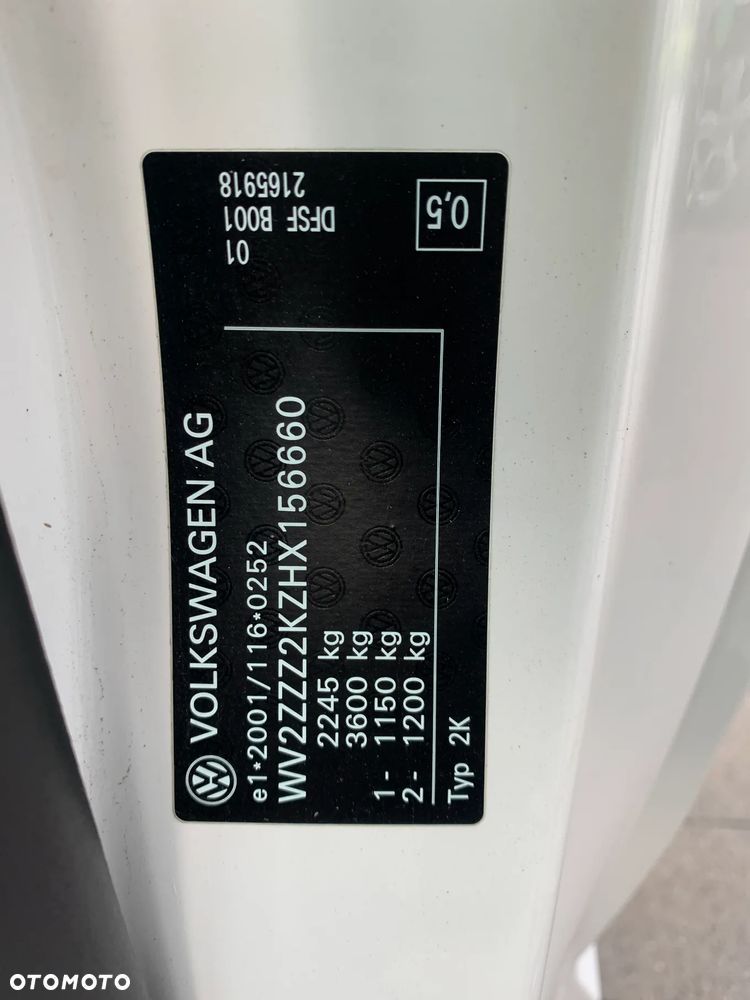 VOLKSWAGEN AG
e1*2001/116*0252
WV2ZZZ2KZHX156660
2245 kg
3600 kg
1- 1150 kg
2- 1200 kg
Typ 2K
01
DFSF B001
2165918
0,5
OTOMOTO